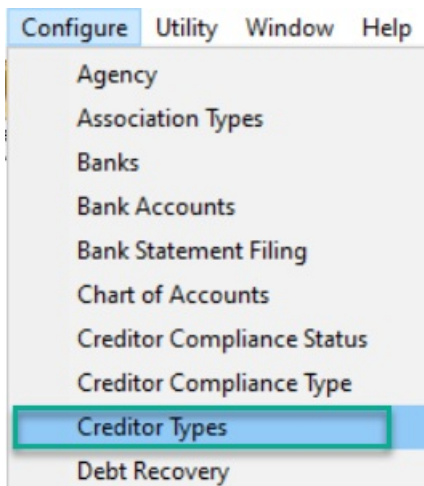 Configure Utility Window Help
Agency
Association Types
Banks
Bank Accounts
Bank Statement Filing
Chart of Accounts
Creditor Compliance Status
Creditor Compliance Type
Creditor Types
Debt Recovery